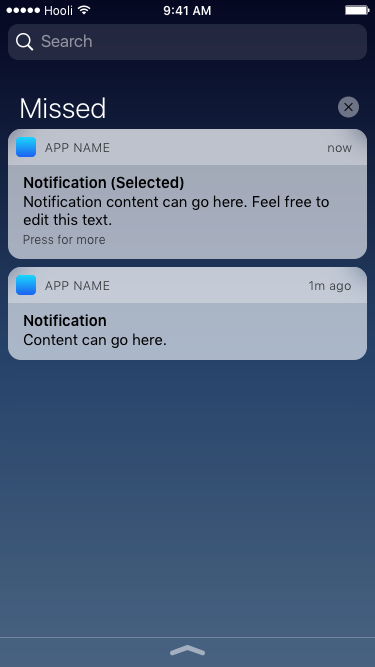 Hooli 9:41 AM
Search
Missed
APP NAME now
Notification (Selected)
Notification content can go here. Feel free to
edit this text.
Press for more
APP NAME 1m ago
Notification
Content can go here.